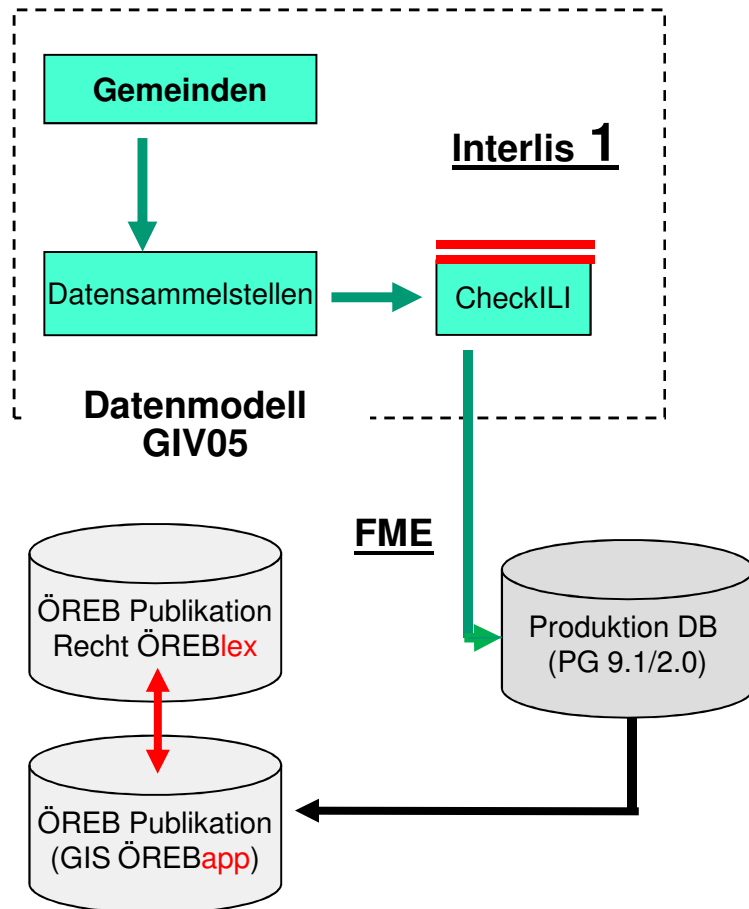 Gemeinden
Interlis 1
Datensammelstellen
CheckILI
Datenmodell
GIV05
FME
ÖREB Publikation
Recht ÖREBlex
Produktion DB
(PG 9.1/2.0)
ÖREB Publikation
(GIS ÖREBapp)